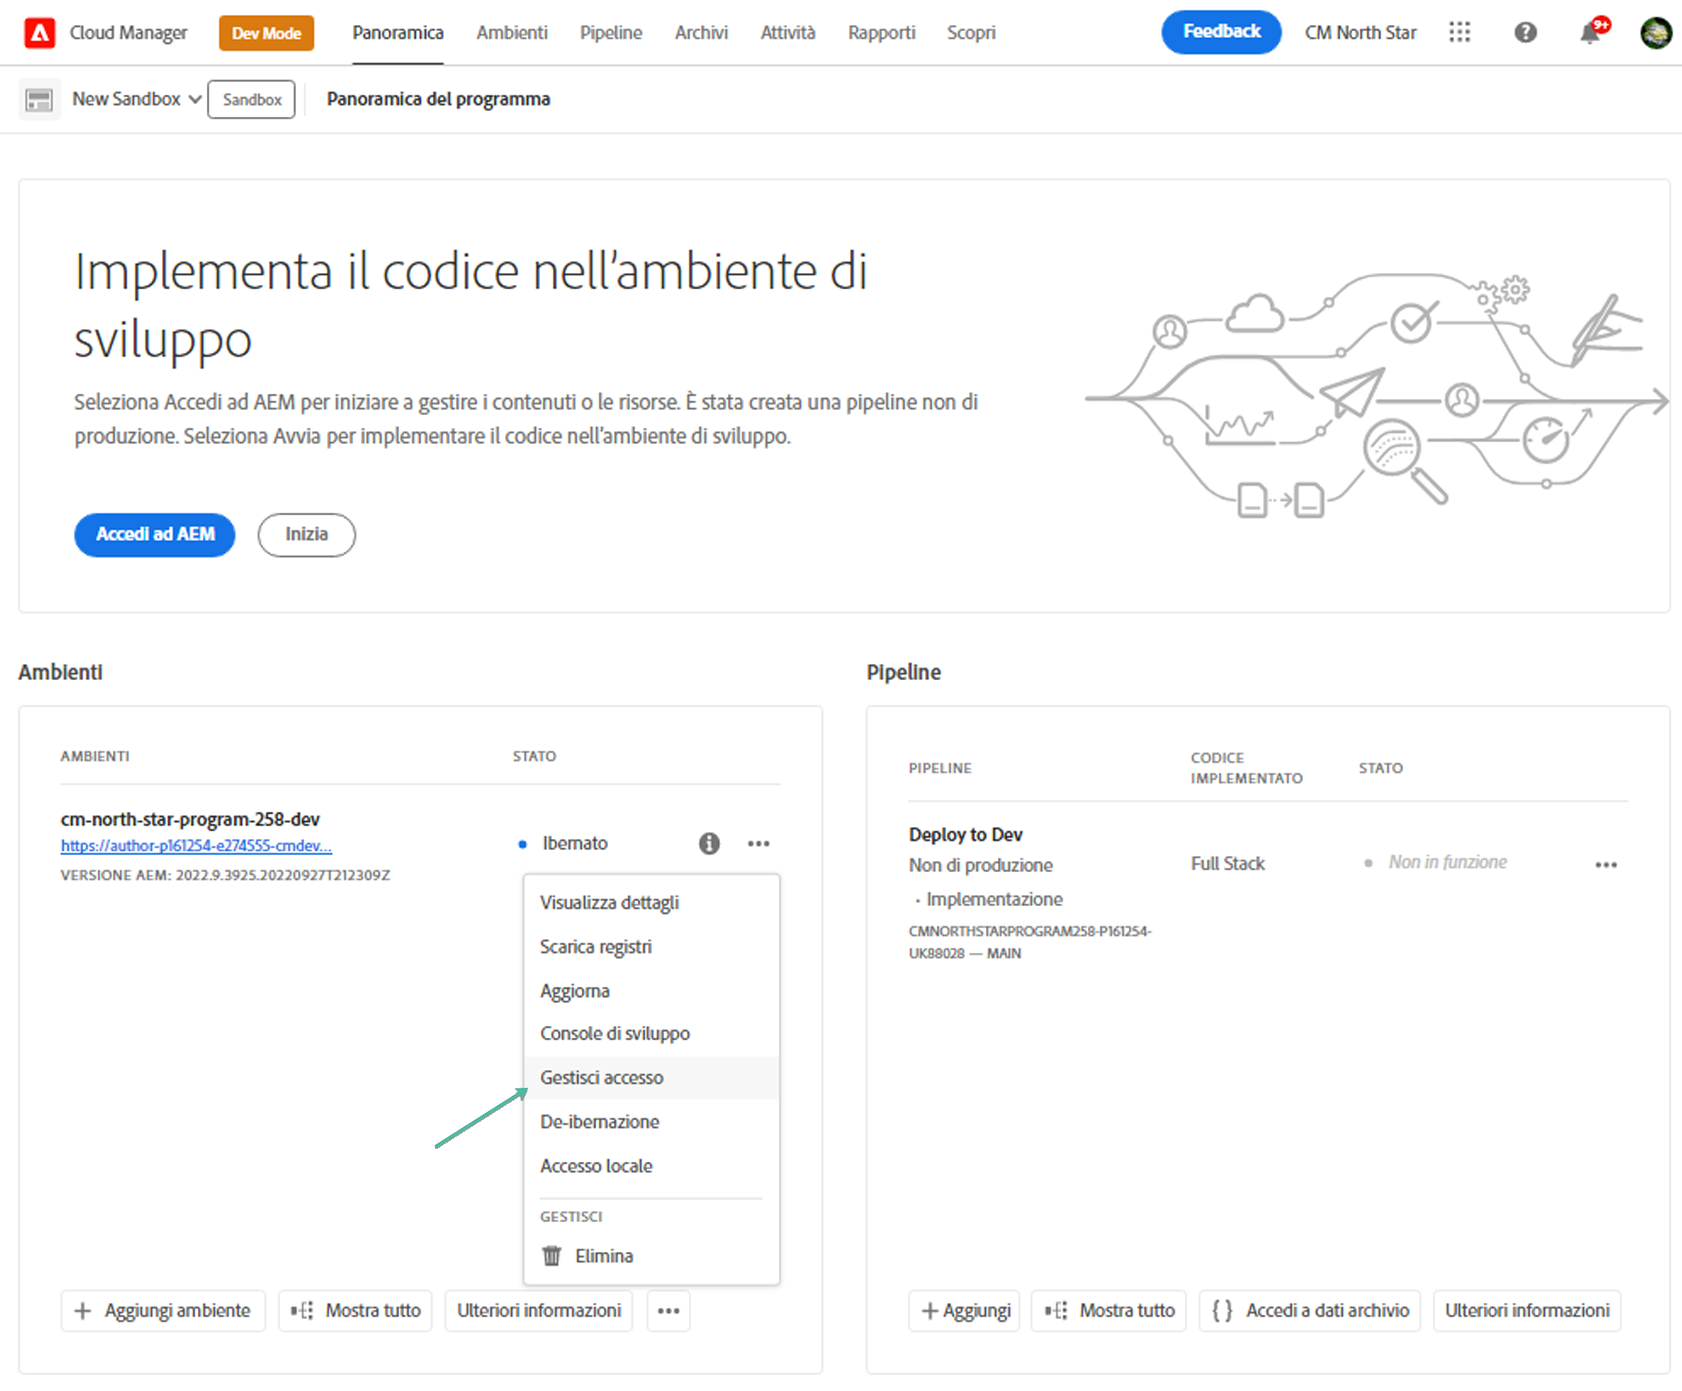 Cloud Manager
Dev Mode
Panoramica
Ambienti
Pipeline
Archivi
Attività
Rapporti
Scopri
Feedback
CM North Star
9+
New Sandbox
Sandbox
Panoramica del programma
Implementa il codice nell'ambiente di
sviluppo
Seleziona Accedi ad AEM per iniziare a gestire i contenuti o le risorse. È stata creata una pipeline non di
produzione. Seleziona Avvia per implementare il codice nell'ambiente di sviluppo.
Accedi ad AEM
Inizia
Ambienti
AMBIENTI
STATO
cm-north-star-program-258-dev
https://author-p161254-e274555-cmdev...
VERSIONE AEM: 2022.9.3925.20220927T212309Z
Ibernato
Visualizza dettagli
Scarica registri
Aggiorna
Console di sviluppo
Gestisci accesso
De-ibernazione
Accesso locale
GESTISCI
Elimina
Aggiungi ambiente
Mostra tutto
Ulteriori informazioni
Pipeline
PIPELINE
CODICE
IMPLEMENTATO
STATO
Deploy to Dev
Non di produzione
· Implementazione
CMNORTHSTARPROGRAM258-P161254-
UK88028 — MAIN
Full Stack
Non in funzione
Aggiungi
Mostra tutto
Accedi a dati archivio
Ulteriori informazioni